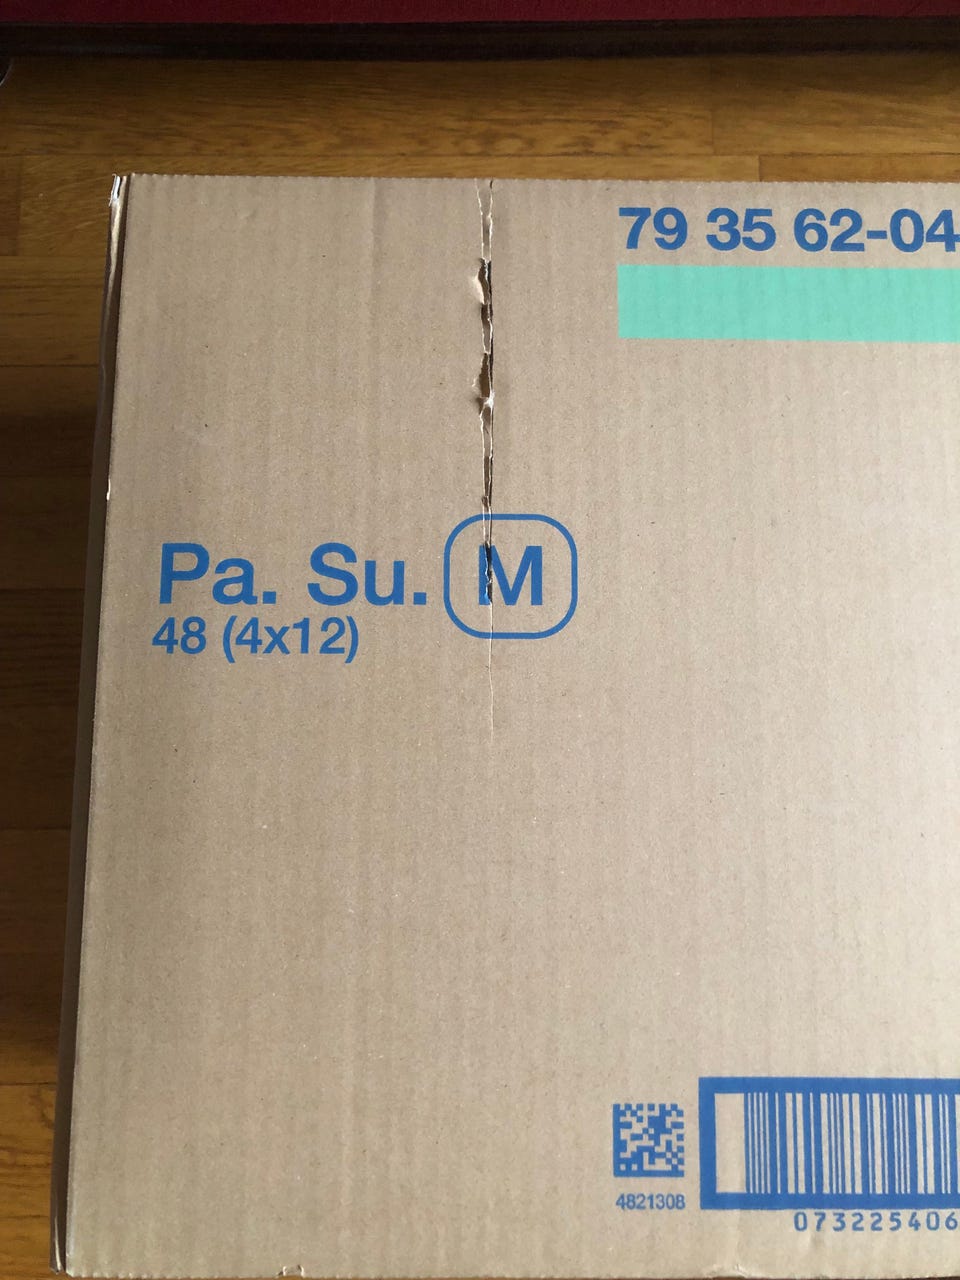 79 35 62-04
Pa. Su. M
48 (4x12)
4821308
073225406